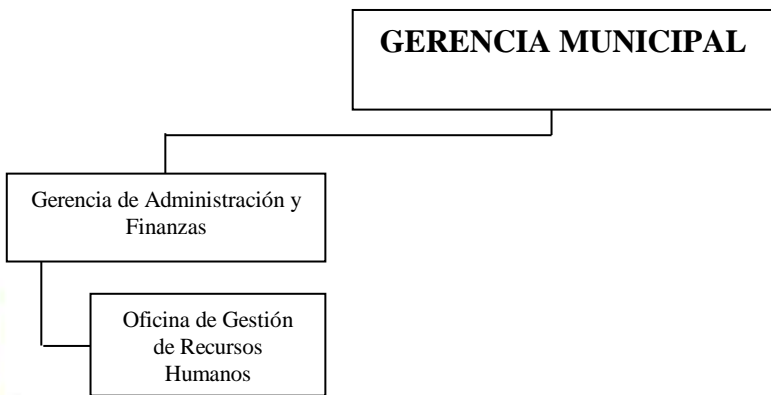 GERENCIA MUNICIPAL
Gerencia de Administración y
Finanzas
Oficina de Gestión
de Recursos
Humanos